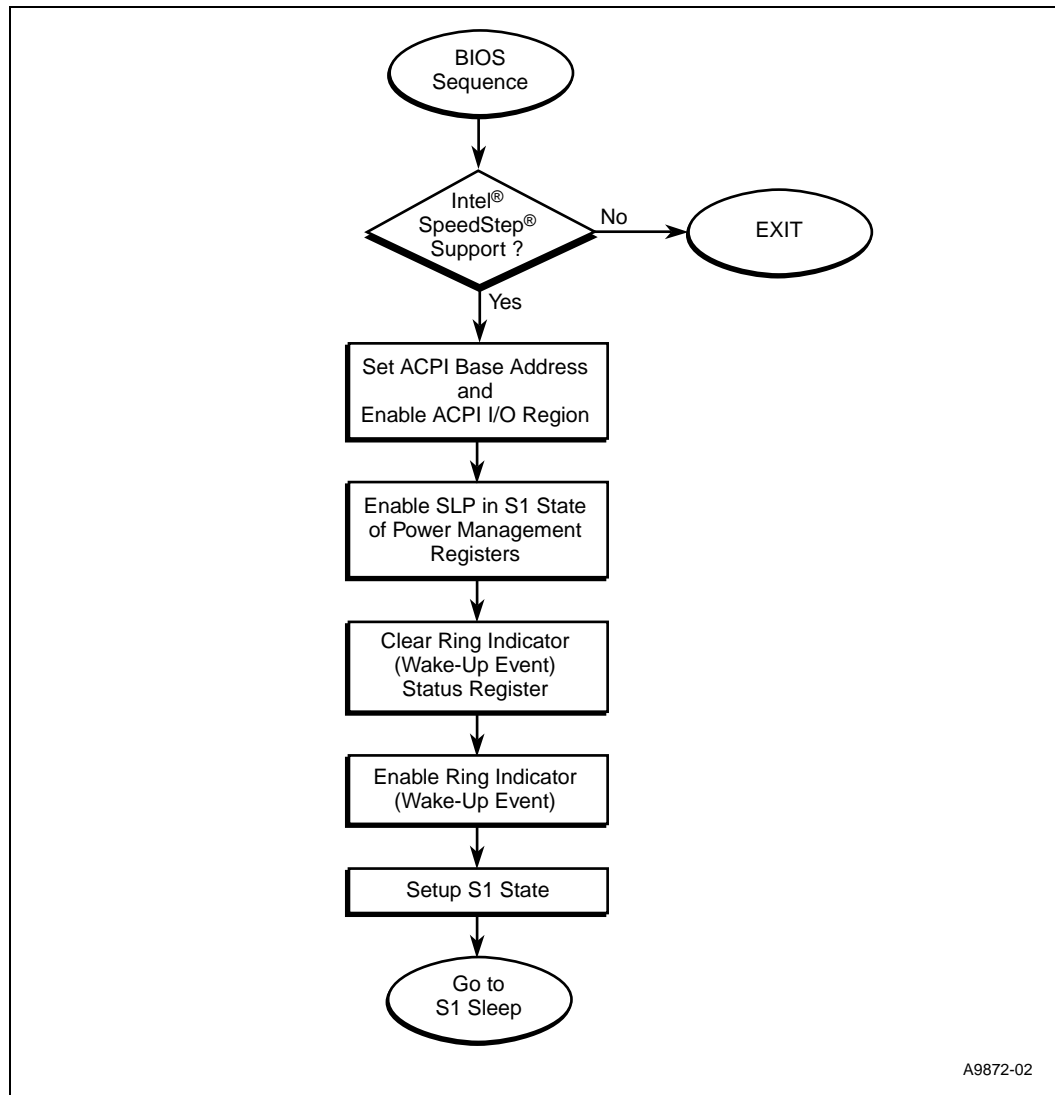 BIOS
Sequence
Intel®
SpeedStep®
Support ?
No
EXIT
Yes
Set ACPI Base Address
and
Enable ACPI I/O Region
Enable SLP in S1 State
of Power Management
Registers
Clear Ring Indicator
(Wake-Up Event)
Status Register
Enable Ring Indicator
(Wake-Up Event)
Setup S1 State
Go to
S1 Sleep
A9872-02